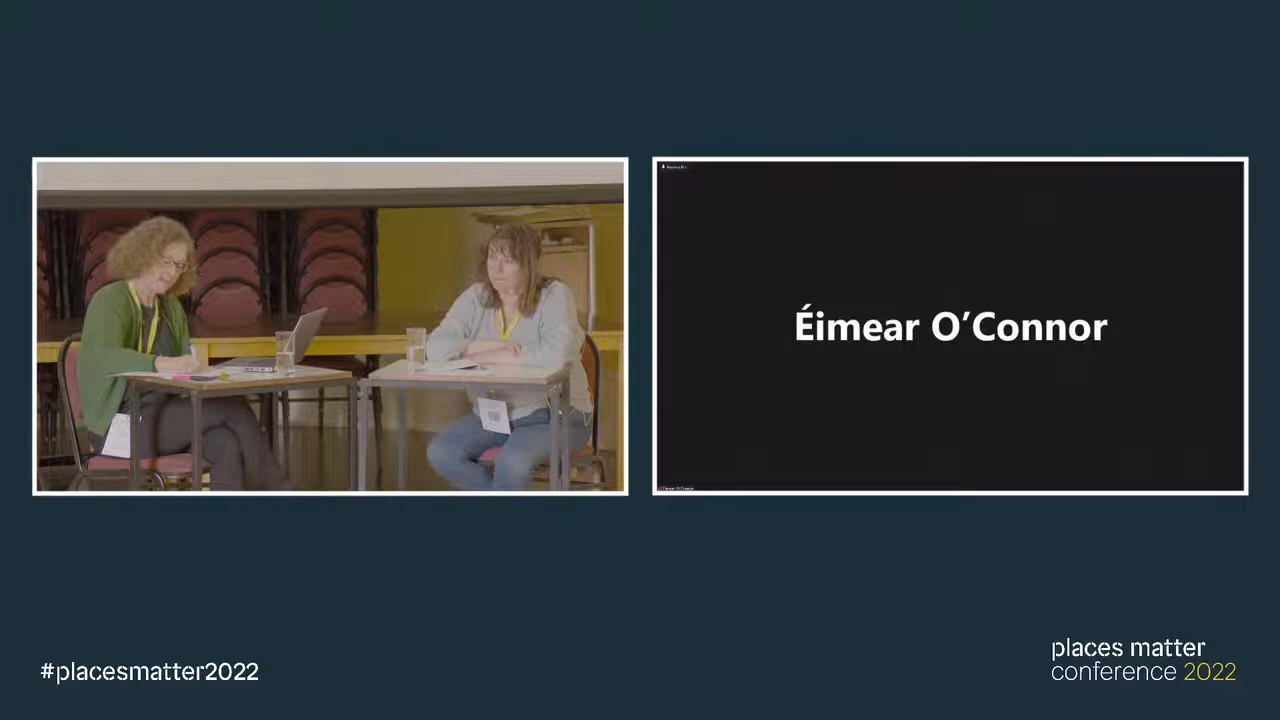 Éimear O’Connor
#placesmatter2022
places matter
conference 2022